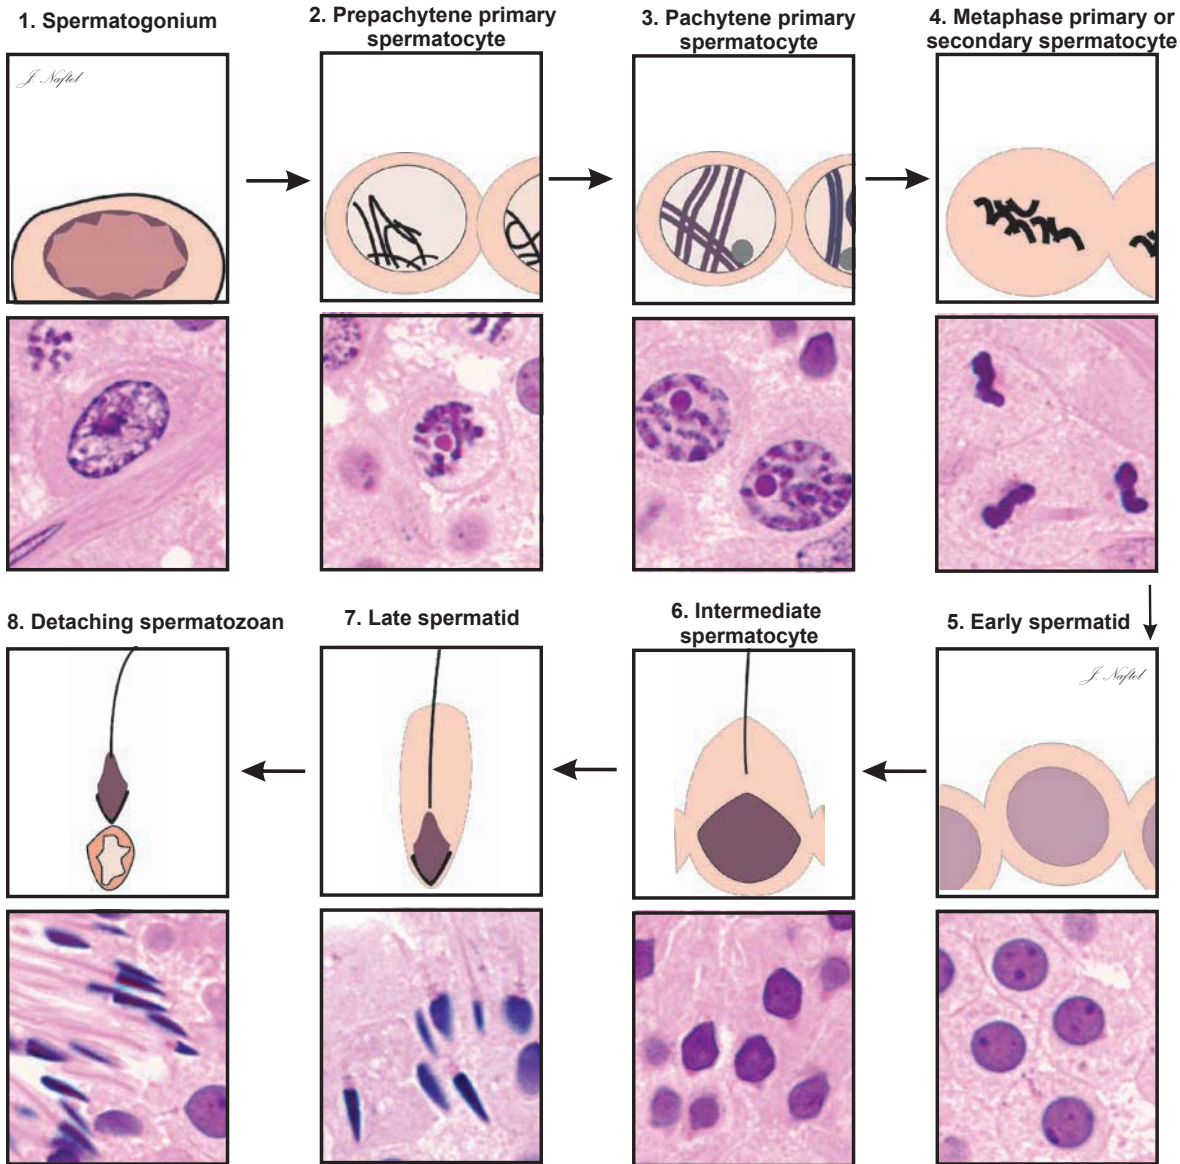 1. Spermatogonium
2. Prepachytene primary
spermatocyte
3. Pachytene primary
spermatocyte
4. Metaphase primary or
secondary spermatocyte
J. Naftel
8. Detaching spermatozoan
7. Late spermatid
6. Intermediate
spermatocyte
5. Early spermatid
J. Naftel